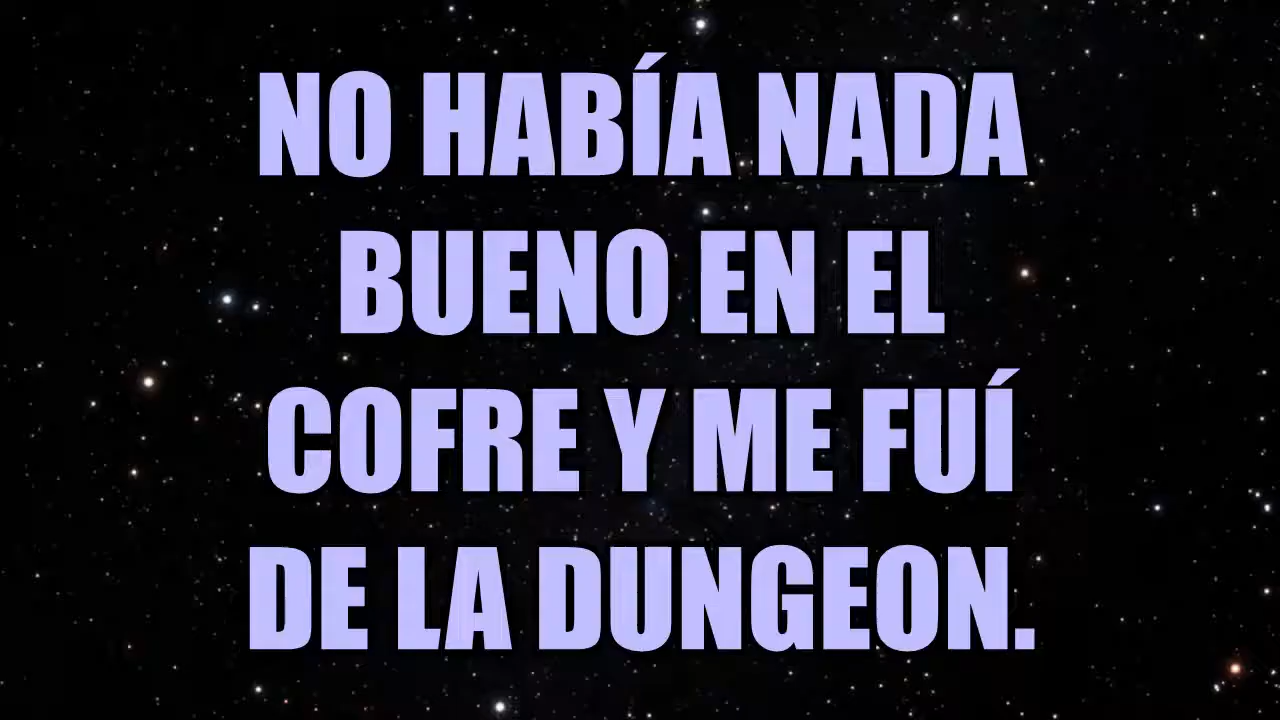 NO HABÍA NADA
BUENO EN EL
COFRE Y ME FUÍ
DE LA DUNGEON.